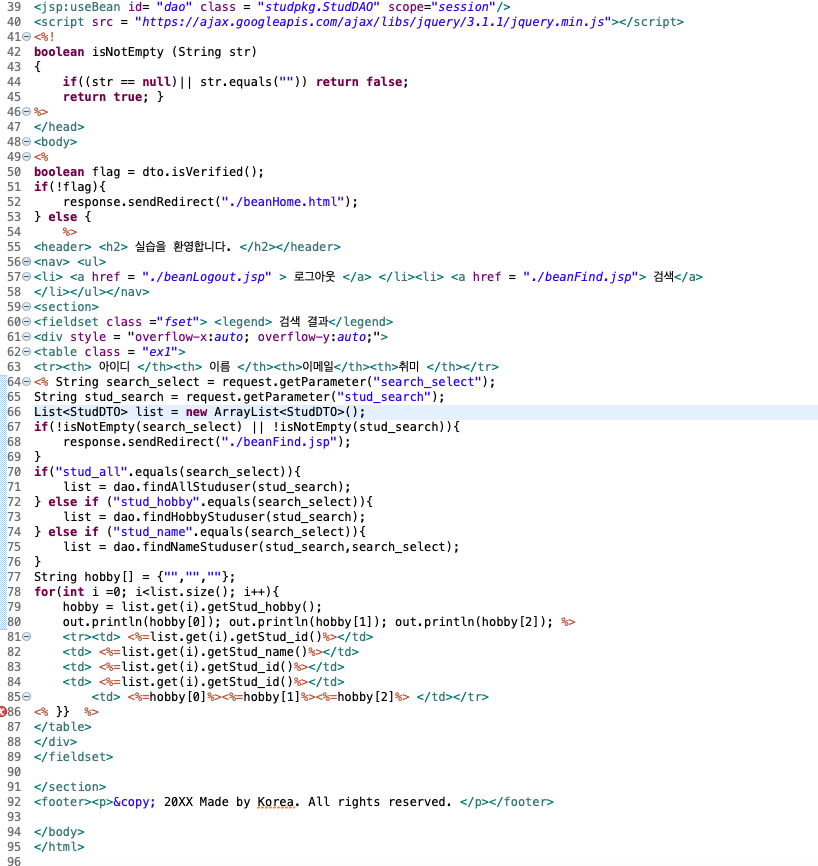 39 <jsp:useBean id= "dao" class = "studpkg.StudDAO" scope="session"/>
40 <script src = "https://ajax.googleapis.com/ajax/libs/jquery/3.1.1/jquery.min.js"></script>
41 <%!
42 boolean isNotEmpty (String str)
43 {
44     if((str == null)|| str.equals("")) return false;
45     return true; }
46 %>
47 </head>
48 <body>
49 <%
50 boolean flag = dto.isVerified();
51 if(!flag){
52     response.sendRedirect("./beanHome.html");
53 } else {
54     %>
55 <header> <h2> 실습을 환영합니다. </h2></header>
56 <nav> <ul>
57 <li> <a href = "./beanLogout.jsp" > 로그아웃 </a> </li><li> <a href = "./beanFind.jsp"> 검색</a>
58 </li></ul></nav>
59 <section>
60 <fieldset class ="fset"> <legend> 검색 결과</legend>
61 <div style = "overflow-x:auto; overflow-y:auto;">
62 <table class = "ex1">
63 <tr><th> 아이디 </th><th> 이름 </th><th>이메일</th><th>취미 </th></tr>
64 <% String search_select = request.getParameter("search_select");
65 String stud_search = request.getParameter("stud_search");
66 List<StudDTO> list = new ArrayList<StudDTO>();
67 if(!isNotEmpty(search_select) || !isNotEmpty(stud_search)){
68     response.sendRedirect("./beanFind.jsp");
69 }
70 if("stud_all".equals(search_select)){
71     list = dao.findAllStuduser(stud_search);
72 } else if ("stud_hobby".equals(search_select)){
73     list = dao.findHobbyStuduser(stud_search);
74 } else if ("stud_name".equals(search_select)){
75     list = dao.findNameStuduser(stud_search,search_select);
76 }
77 String hobby[] = {"","",""};
78 for(int i =0; i<list.size(); i++){
79     hobby = list.get(i).getStud_hobby();
80     out.println(hobby[0]); out.println(hobby[1]); out.println(hobby[2]); %>
81     <tr><td> <%=list.get(i).getStud_id()%></td>
82     <td> <%=list.get(i).getStud_name()%></td>
83     <td> <%=list.get(i).getStud_id()%></td>
84     <td> <%=list.get(i).getStud_id()%></td>
85         <td> <%=hobby[0]%><%=hobby[1]%><%=hobby[2]%> </td></tr>
86 <% }}  %>
87 </table>
88 </div>
89 </fieldset>
90
91 </section>
92 <footer><p>&copy; 20XX Made by Korea. All rights reserved. </p></footer>
93
94 </body>
95 </html>
96